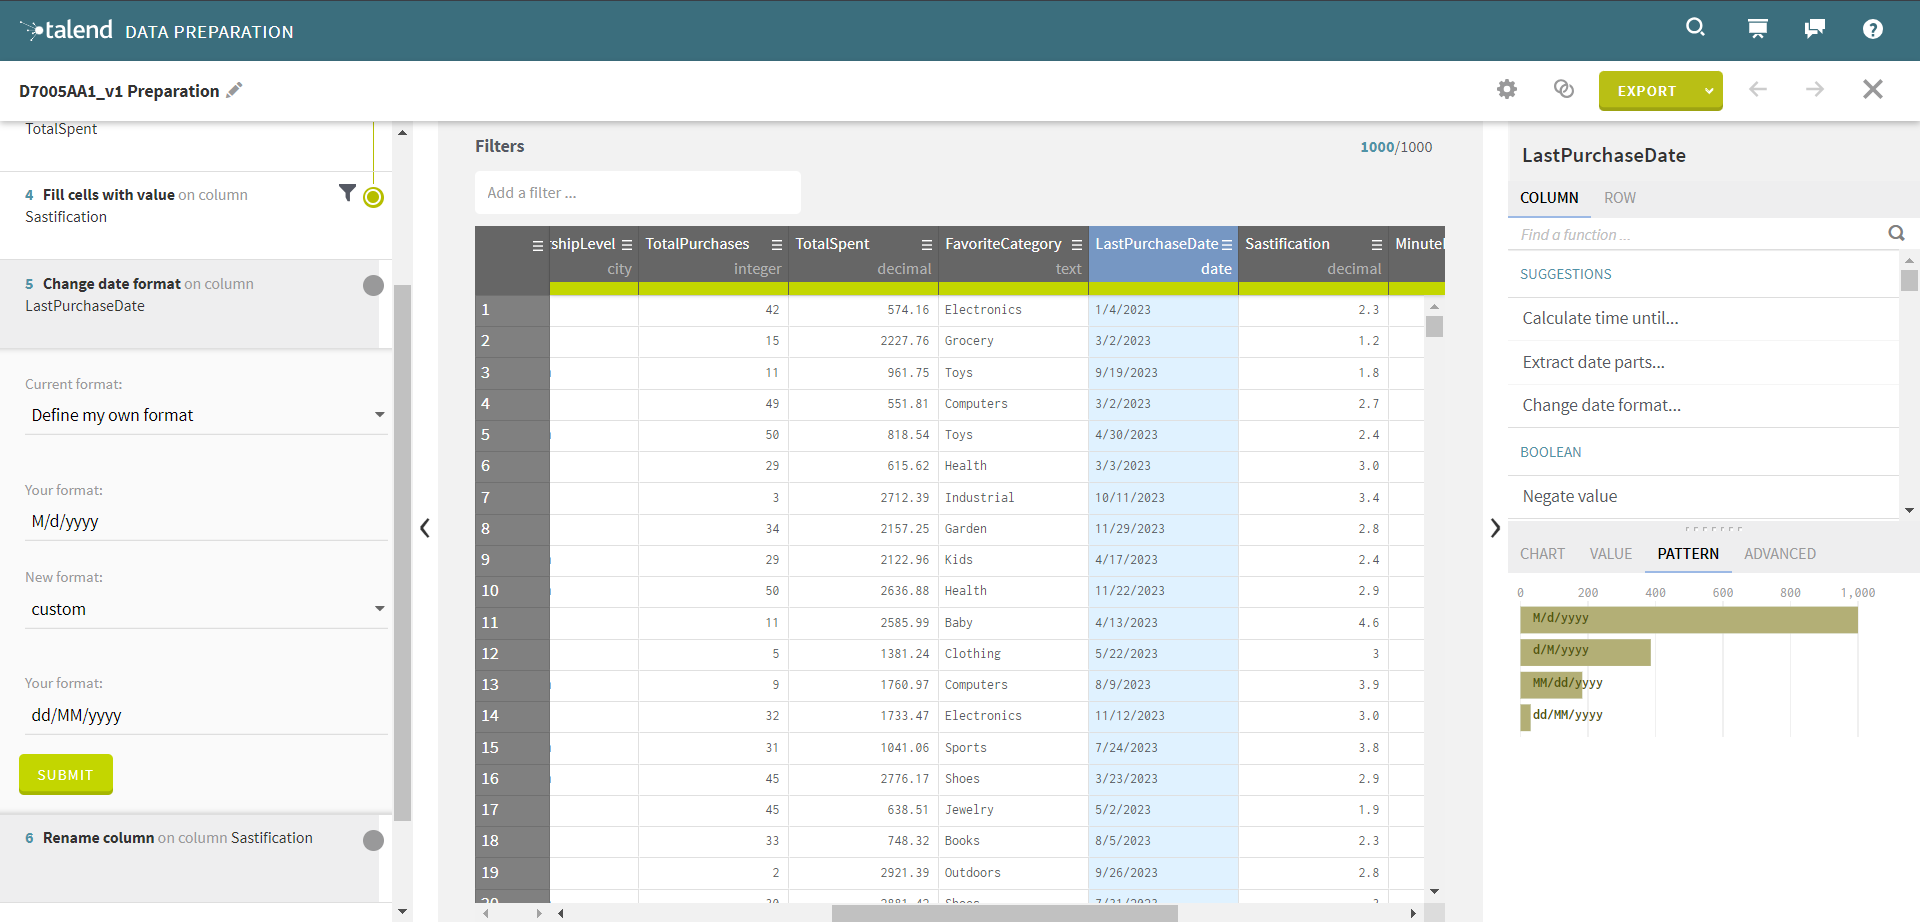 talend DATA PREPARATION
D7005AA1_v1 Preparation
EXPORT
TotalSpent
4 Fill cells with value on column
Sastification
5 Change date format on column
LastPurchaseDate
Current format:
Define my own format
Your format:
M/d/yyyy
New format:
custom
Your format:
dd/MM/yyyy
SUBMIT
6 Rename column on column Sastification
Filters
1000/1000
Add a filter ...
shipLevel TotalPurchases TotalSpent FavoriteCategory LastPurchaseDate Sastification Minute
city integer decimal text date decimal
1 42 574.16 Electronics 1/4/2023 2.3
2 15 2227.76 Grocery 3/2/2023 1.2
3 11 961.75 Toys 9/19/2023 1.8
4 49 551.81 Computers 3/2/2023 2.7
5 50 818.54 Toys 4/30/2023 2.4
6 29 615.62 Health 3/3/2023 3.0
7 3 2712.39 Industrial 10/11/2023 3.4
8 34 2157.25 Garden 11/29/2023 2.8
9 29 2122.96 Kids 4/17/2023 2.4
10 50 2636.88 Health 11/22/2023 2.9
11 11 2585.99 Baby 4/13/2023 4.6
12 5 1381.24 Clothing 5/22/2023 3
13 9 1760.97 Computers 8/9/2023 3.9
14 32 1733.47 Electronics 11/12/2023 3.0
15 31 1041.06 Sports 7/24/2023 3.8
16 45 2776.17 Shoes 3/23/2023 2.9
17 45 638.51 Jewelry 5/2/2023 1.9
18 33 748.32 Books 8/5/2023 2.3
19 2 2921.39 Outdoors 9/26/2023 2.8
LastPurchaseDate
COLUMN ROW
Find a function ...
SUGGESTIONS
Calculate time until...
Extract date parts...
Change date format...
BOOLEAN
Negate value
CHART VALUE PATTERN ADVANCED
0 200 400 600 800 1,000
M/d/yyyy
d/M/yyyy
MM/dd/yyyy
dd/MM/yyyy